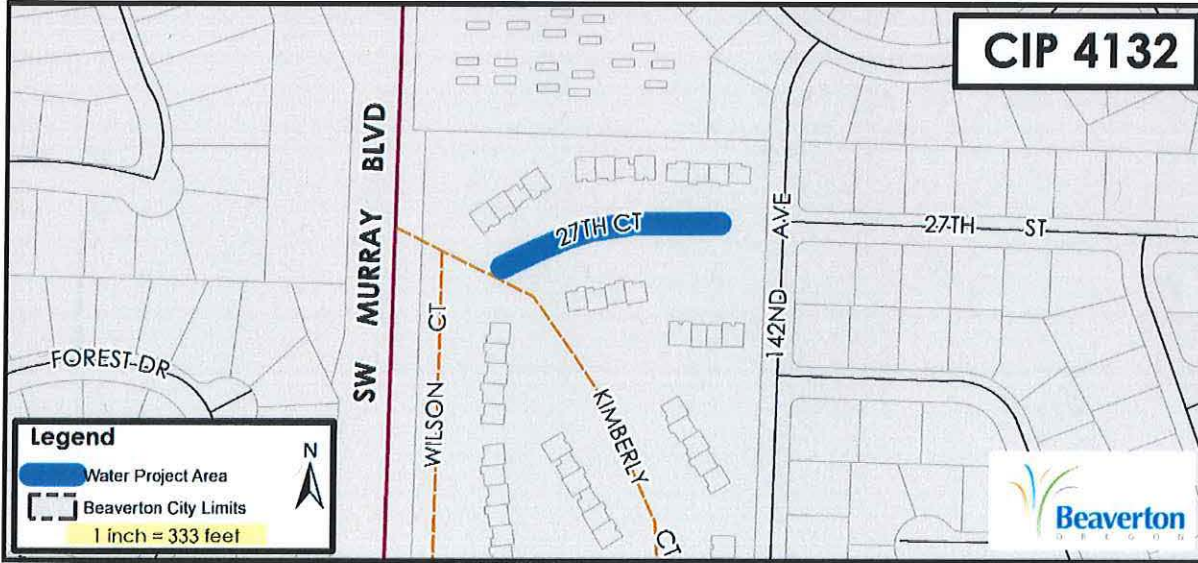 CIP 4132
SW MURRAY BLVD
27TH CT
142ND AVE
27TH ST
WILSON CT
KIMBERLY CT
FOREST DR
Legend
Water Project Area
Beaverton City Limits
1 inch = 333 feet
N
Beaverton
OREGON